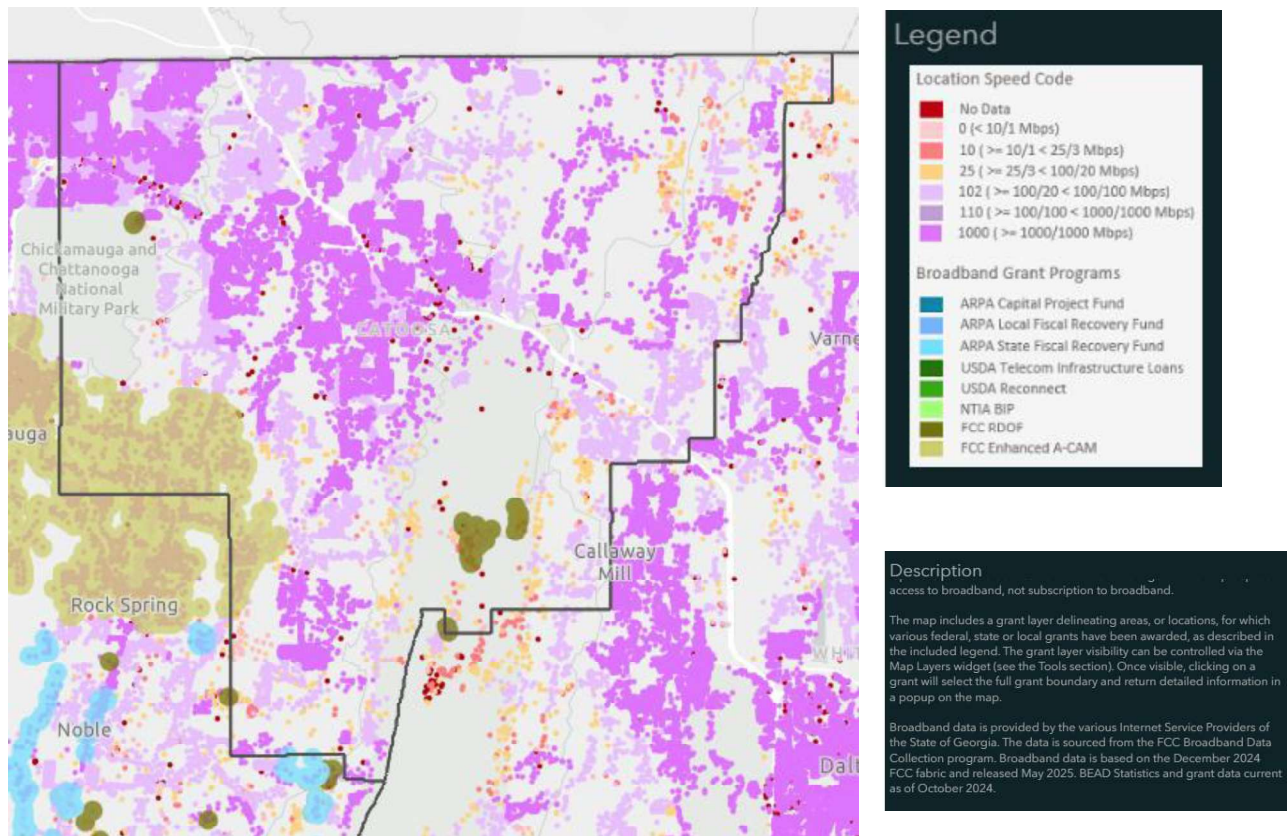 Chickamauga and
Chattanooga
National
Military Park
CATOOSA
Varne
auga
Callaway
Mill
Rock Spring
WHIT
Noble
Dalt
Legend
Location Speed Code
No Data
0 (< 10/1 Mbps)
10 ( >= 10/1 < 25/3 Mbps)
25 ( >= 25/3 < 100/20 Mbps)
102 ( >= 100/20 < 100/100 Mbps)
110 ( >= 100/100 < 1000/1000 Mbps)
1000 ( >= 1000/1000 Mbps)
Broadband Grant Programs
ARPA Capital Project Fund
ARPA Local Fiscal Recovery Fund
ARPA State Fiscal Recovery Fund
USDA Telecom Infrastructure Loans
USDA Reconnect
NTIA BIP
FCC RDOF
FCC Enhanced A-CAM
Description
access to broadband, not subscription to broadband.
The map includes a grant layer delineating areas, or locations, for which
various federal, state or local grants have been awarded, as described in
the included legend. The grant layer visibility can be controlled via the
Map Layers widget (see the Tools section). Once visible, clicking on a
grant will select the full grant boundary and return detailed information in
a popup on the map.
Broadband data is provided by the various Internet Service Providers of
the State of Georgia. The data is sourced from the FCC Broadband Data
Collection program. Broadband data is based on the December 2024
FCC fabric and released May 2025. BEAD Statistics and grant data current
as of October 2024.